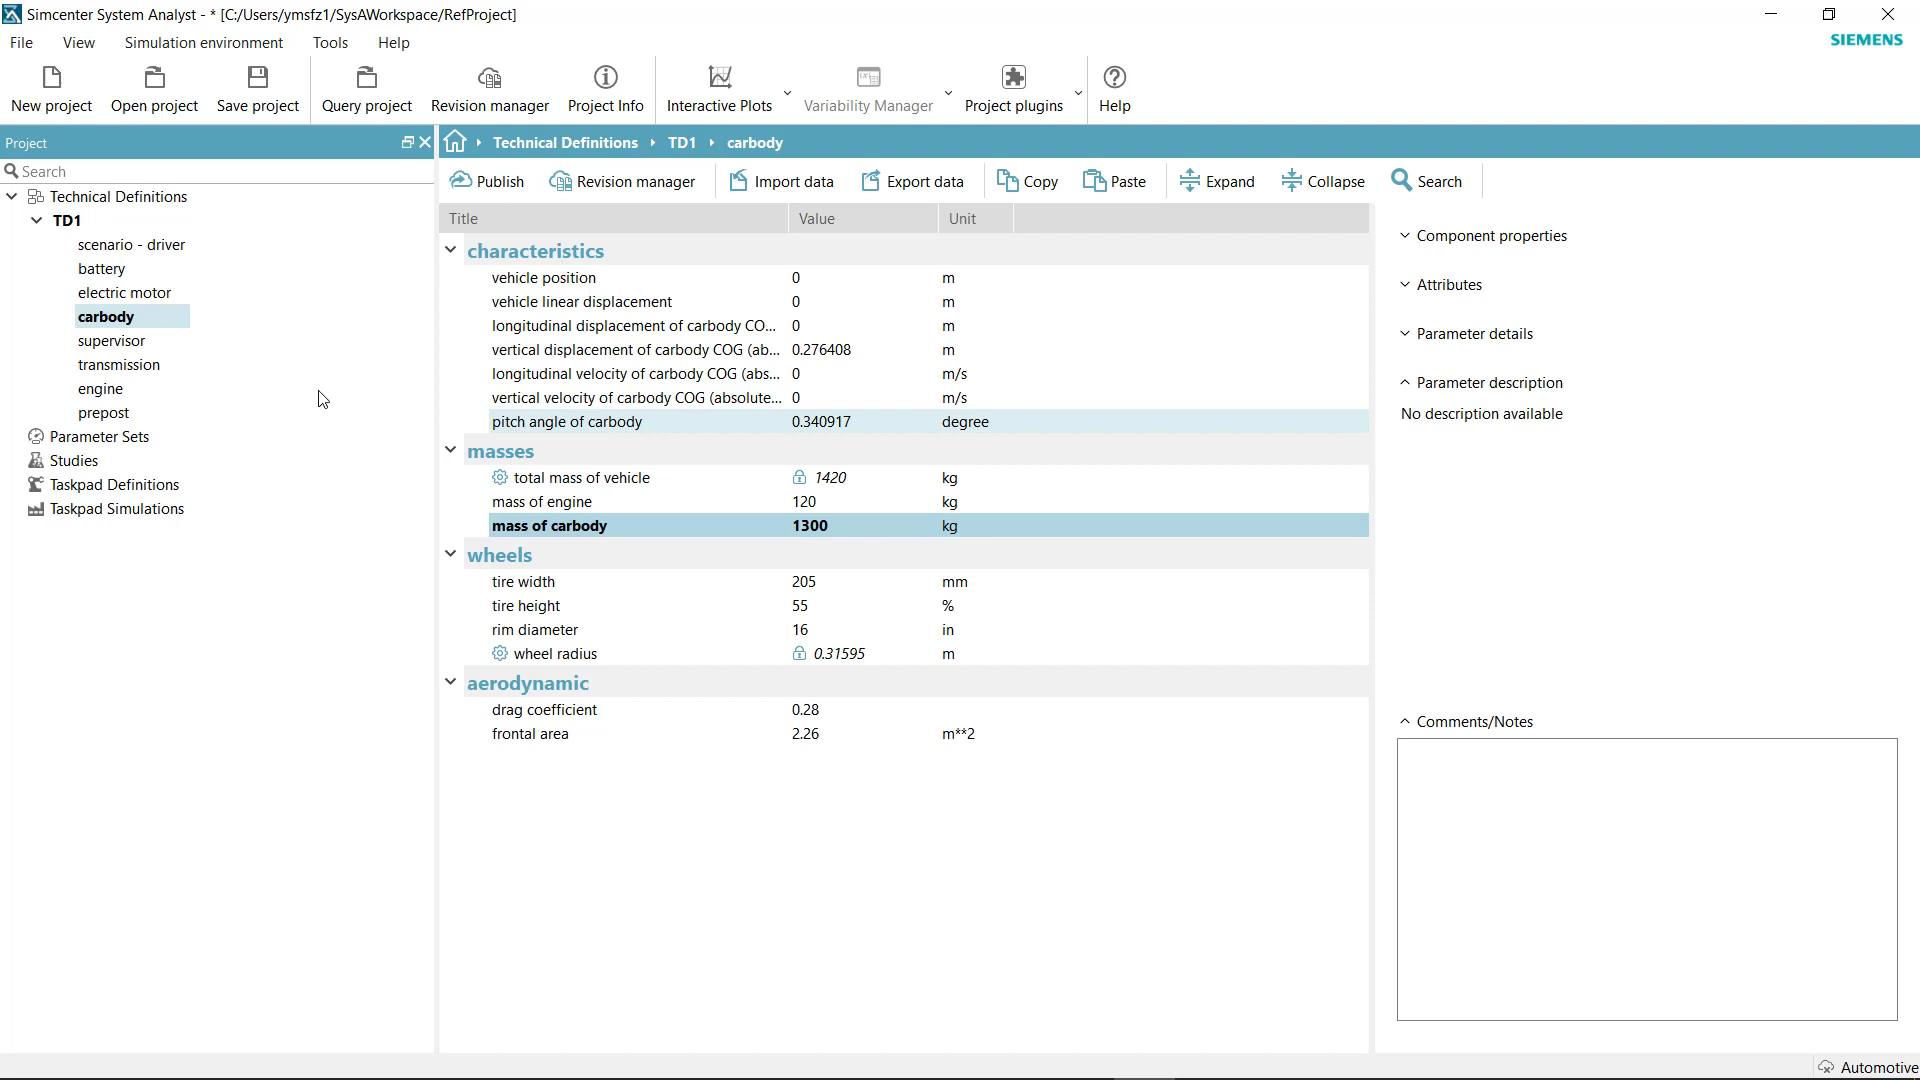 Simcenter System Analyst - * [C:/Users/ymsfz1/SysAWorkspace/RefProject]
File View Simulation environment Tools Help
SIEMENS
New project Open project Save project Query project Revision manager Project Info Interactive Plots Variability Manager Project plugins Help
Project
Search
Technical Definitions
TD1
scenario - driver
battery
electric motor
carbody
supervisor
transmission
engine
prepost
Parameter Sets
Studies
Taskpad Definitions
Taskpad Simulations
Technical Definitions TD1 carbody
Publish Revision manager Import data Export data Copy Paste Expand Collapse Search
Title Value Unit
characteristics
vehicle position 0 m
vehicle linear displacement 0 m
longitudinal displacement of carbody CO... 0 m
vertical displacement of carbody COG (ab... 0.276408 m
longitudinal velocity of carbody COG (abs... 0 m/s
vertical velocity of carbody COG (absolute... 0 m/s
pitch angle of carbody 0.340917 degree
masses
total mass of vehicle 1420 kg
mass of engine 120 kg
mass of carbody 1300 kg
wheels
tire width 205 mm
tire height 55 %
rim diameter 16 in
wheel radius 0.31595 m
aerodynamic
drag coefficient 0.28
frontal area 2.26 m**2
Component properties
Attributes
Parameter details
Parameter description
No description available
Comments/Notes
Automotive